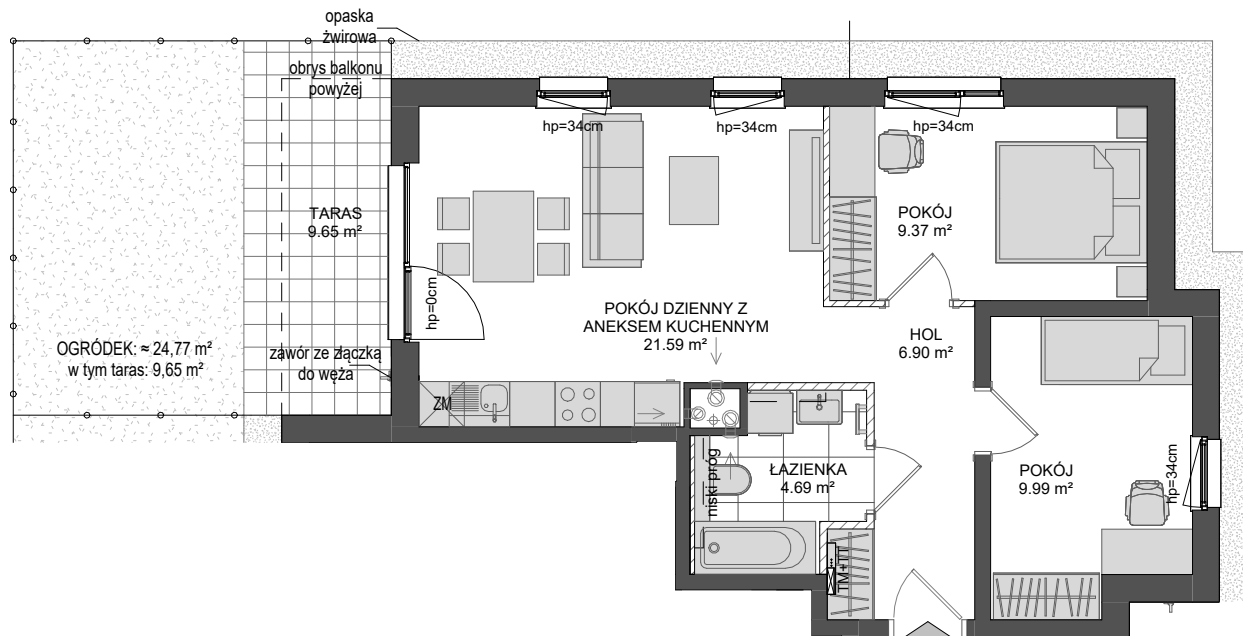 opaska
żwirowa
obrys balkonu
powyżej
hp=34cm
hp=34cm
hp=34cm
TARAS
9.65 m²
POKÓJ
9.37 m²
hp=0cm
POKÓJ DZIENNY Z
ANEKSEM KUCHENNYM
21.59 m²
HOL
6.90 m²
OGRÓDEK: ≈ 24,77 m²
w tym taras: 9,65 m²
zawór ze złączką
do węża
ZM
niski próg
ŁAZIENKA
4.69 m²
POKÓJ
9.99 m²
hp=34cm
TM+TT